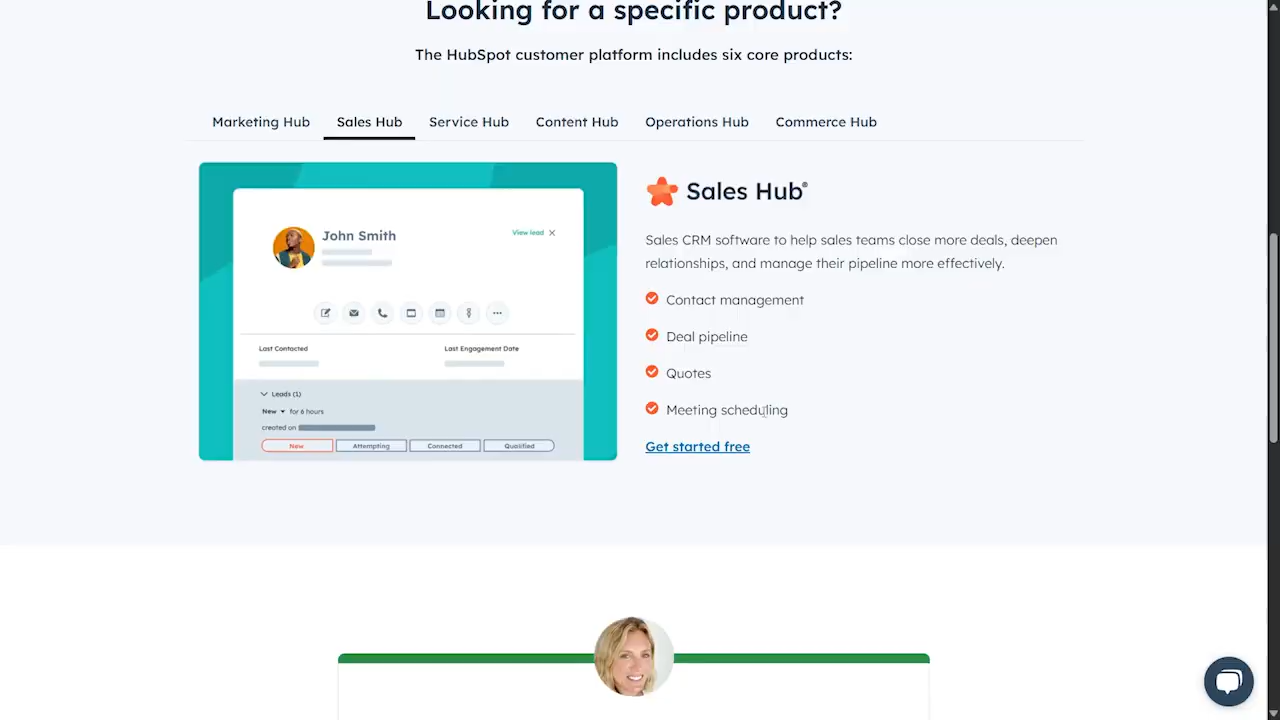 Looking for a specific product?
The HubSpot customer platform includes six core products:
Marketing Hub
Sales Hub
Service Hub
Content Hub
Operations Hub
Commerce Hub
John Smith
View lead
Last Contacted
Last Engagement Date
Leads (1)
New for 6 hours
created on
New
Attempting
Connected
Qualified
Sales Hub®
Sales CRM software to help sales teams close more deals, deepen
relationships, and manage their pipeline more effectively.
Contact management
Deal pipeline
Quotes
Meeting scheduling
Get started free